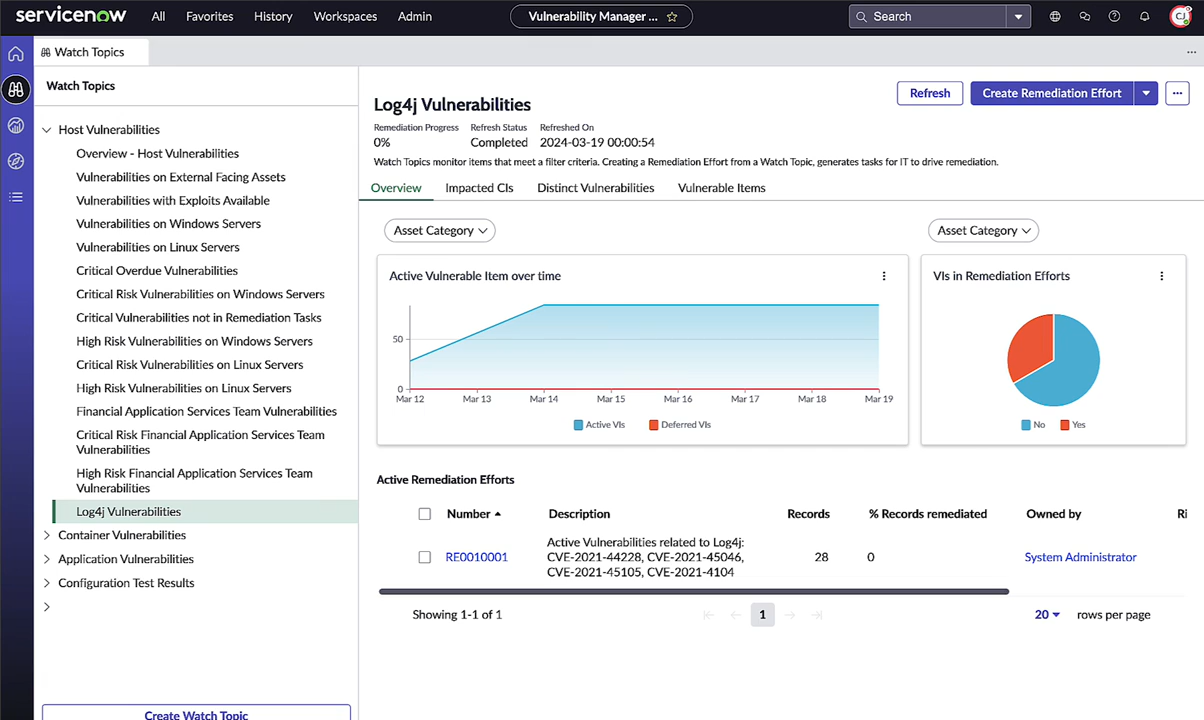 servicenow
All
Favorites
History
Workspaces
Admin
Vulnerability Manager ...
Search
CJ
Watch Topics
Watch Topics
Host Vulnerabilities
Overview - Host Vulnerabilities
Vulnerabilities on External Facing Assets
Vulnerabilities with Exploits Available
Vulnerabilities on Windows Servers
Vulnerabilities on Linux Servers
Critical Overdue Vulnerabilities
Critical Risk Vulnerabilities on Windows Servers
Critical Vulnerabilities not in Remediation Tasks
High Risk Vulnerabilities on Windows Servers
Critical Risk Vulnerabilities on Linux Servers
High Risk Vulnerabilities on Linux Servers
Financial Application Services Team Vulnerabilities
Critical Risk Financial Application Services Team
Vulnerabilities
High Risk Financial Application Services Team
Vulnerabilities
Log4j Vulnerabilities
Container Vulnerabilities
Application Vulnerabilities
Configuration Test Results
Create Watch Topic
Log4j Vulnerabilities
Refresh
Create Remediation Effort
Remediation Progress Refresh Status Refreshed On
0% Completed 2024-03-19 00:00:54
Watch Topics monitor items that meet a filter criteria. Creating a Remediation Effort from a Watch Topic, generates tasks for IT to drive remediation.
Overview Impacted CIs Distinct Vulnerabilities Vulnerable Items
Asset Category
Asset Category
Active Vulnerable Item over time
50
0
Mar 12 Mar 13 Mar 14 Mar 15 Mar 16 Mar 17 Mar 18 Mar 19
Active VIs Deferred VIs
VIs in Remediation Efforts
No Yes
Active Remediation Efforts
Number Description Records % Records remediated Owned by Ri
RE0010001
Active Vulnerabilities related to Log4j:
CVE-2021-44228, CVE-2021-45046,
CVE-2021-45105, CVE-2021-4104
28
0
System Administrator
Showing 1-1 of 1
1
20 rows per page